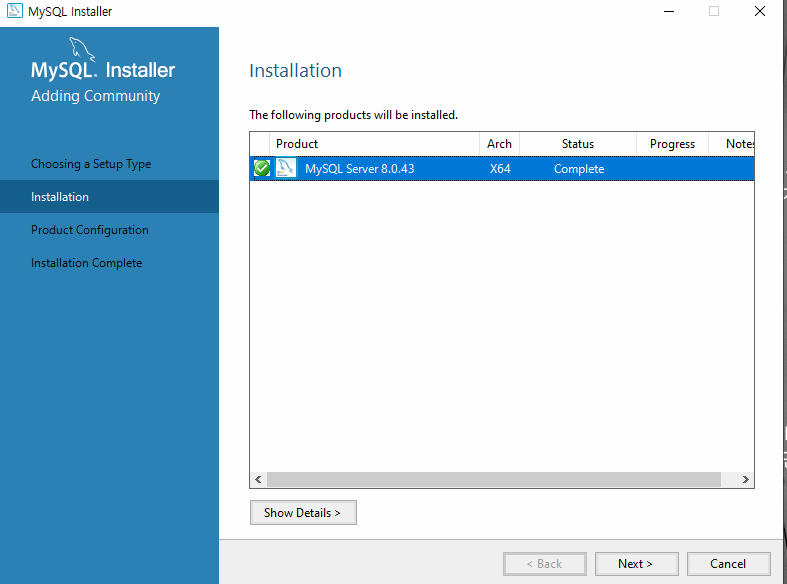 MySQL Installer
MySQL. Installer
Adding Community
Choosing a Setup Type
Installation
Product Configuration
Installation Complete
Installation
The following products will be installed.
Product Arch Status Progress Notes
MySQL Server 8.0.43 X64 Complete
Show Details >
< Back Next > Cancel